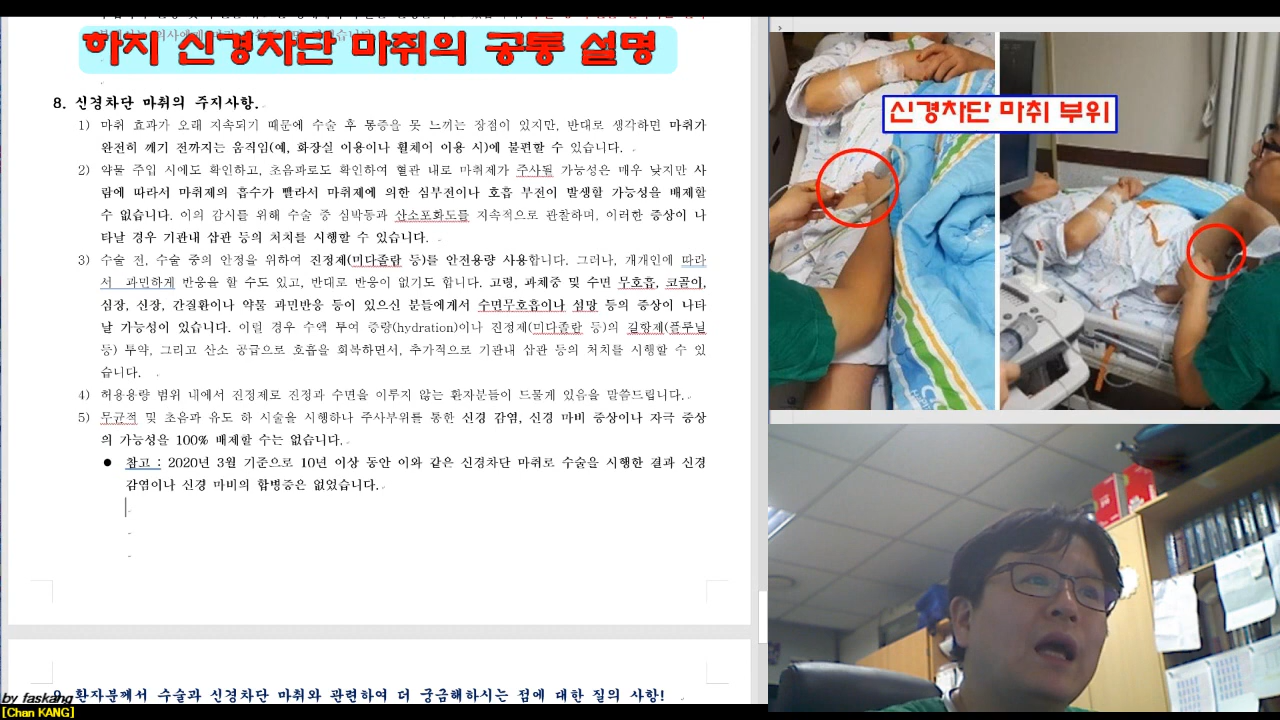 하지 신경차단 마취의 공통 설명
8. 신경차단 마취의 주지사항.
1) 마취 효과가 오래 지속되기 때문에 수술 후 통증을 못 느끼는 장점이 있지만, 반대로 생각하면 마취가
완전히 깨기 전까지는 움직임(예, 화장실 이용이나 휠체어 이용 시)에 불편할 수 있습니다.
2) 약물 주입 시에도 확인하고, 초음파로도 확인하여 혈관 내로 마취제가 주사될 가능성은 매우 낮지만 사
람에 따라서 마취제의 흡수가 빨라서 마취제에 의한 심부전이나 호흡 부전이 발생할 가능성을 배제할
수 없습니다. 이의 감시를 위해 수술 중 심박동과 산소포화도를 지속적으로 관찰하며, 이러한 증상이 나
타날 경우 기관내 삽관 등의 처치를 시행할 수 있습니다.
3) 수술 전, 수술 중의 안정을 위하여 진정제(미다졸람 등)를 안전용량 사용합니다. 그러나, 개개인에 따라
서 과민하게 반응을 할 수도 있고, 반대로 반응이 없기도 합니다. 고령, 과체중 및 수면 무호흡, 코골이,
심장, 신장, 간질환이나 약물 과민반응 등이 있으신 분들에게서 수면무호흡이나 섬망 등의 증상이 나타
날 가능성이 있습니다. 이럴 경우 수액 투여 증량(hydration)이나 진정제(미다졸람 등)의 길항제(플루닐
등) 투약, 그리고 산소 공급으로 호흡을 회복하면서, 추가적으로 기관내 삽관 등의 처치를 시행할 수 있
습니다.
4) 허용용량 범위 내에서 진정제로 진정과 수면을 이루지 않는 환자분들이 드물게 있음을 말씀드립니다.
5) 무균적 및 초음파 유도 하 시술을 시행하나 주사부위를 통한 신경 감염, 신경 마비 증상이나 자극 증상
의 가능성을 100% 배제할 수는 없습니다.
● 참고 : 2020년 3월 기준으로 10년 이상 동안 이와 같은 신경차단 마취로 수술을 시행한 결과 신경
감염이나 신경 마비의 합병증은 없었습니다.
9. 환자분께서 수술과 신경차단 마취와 관련하여 더 궁금해하시는 점에 대한 질의 사항!
by faskang
[Chan KANG]
신경차단 마취 부위